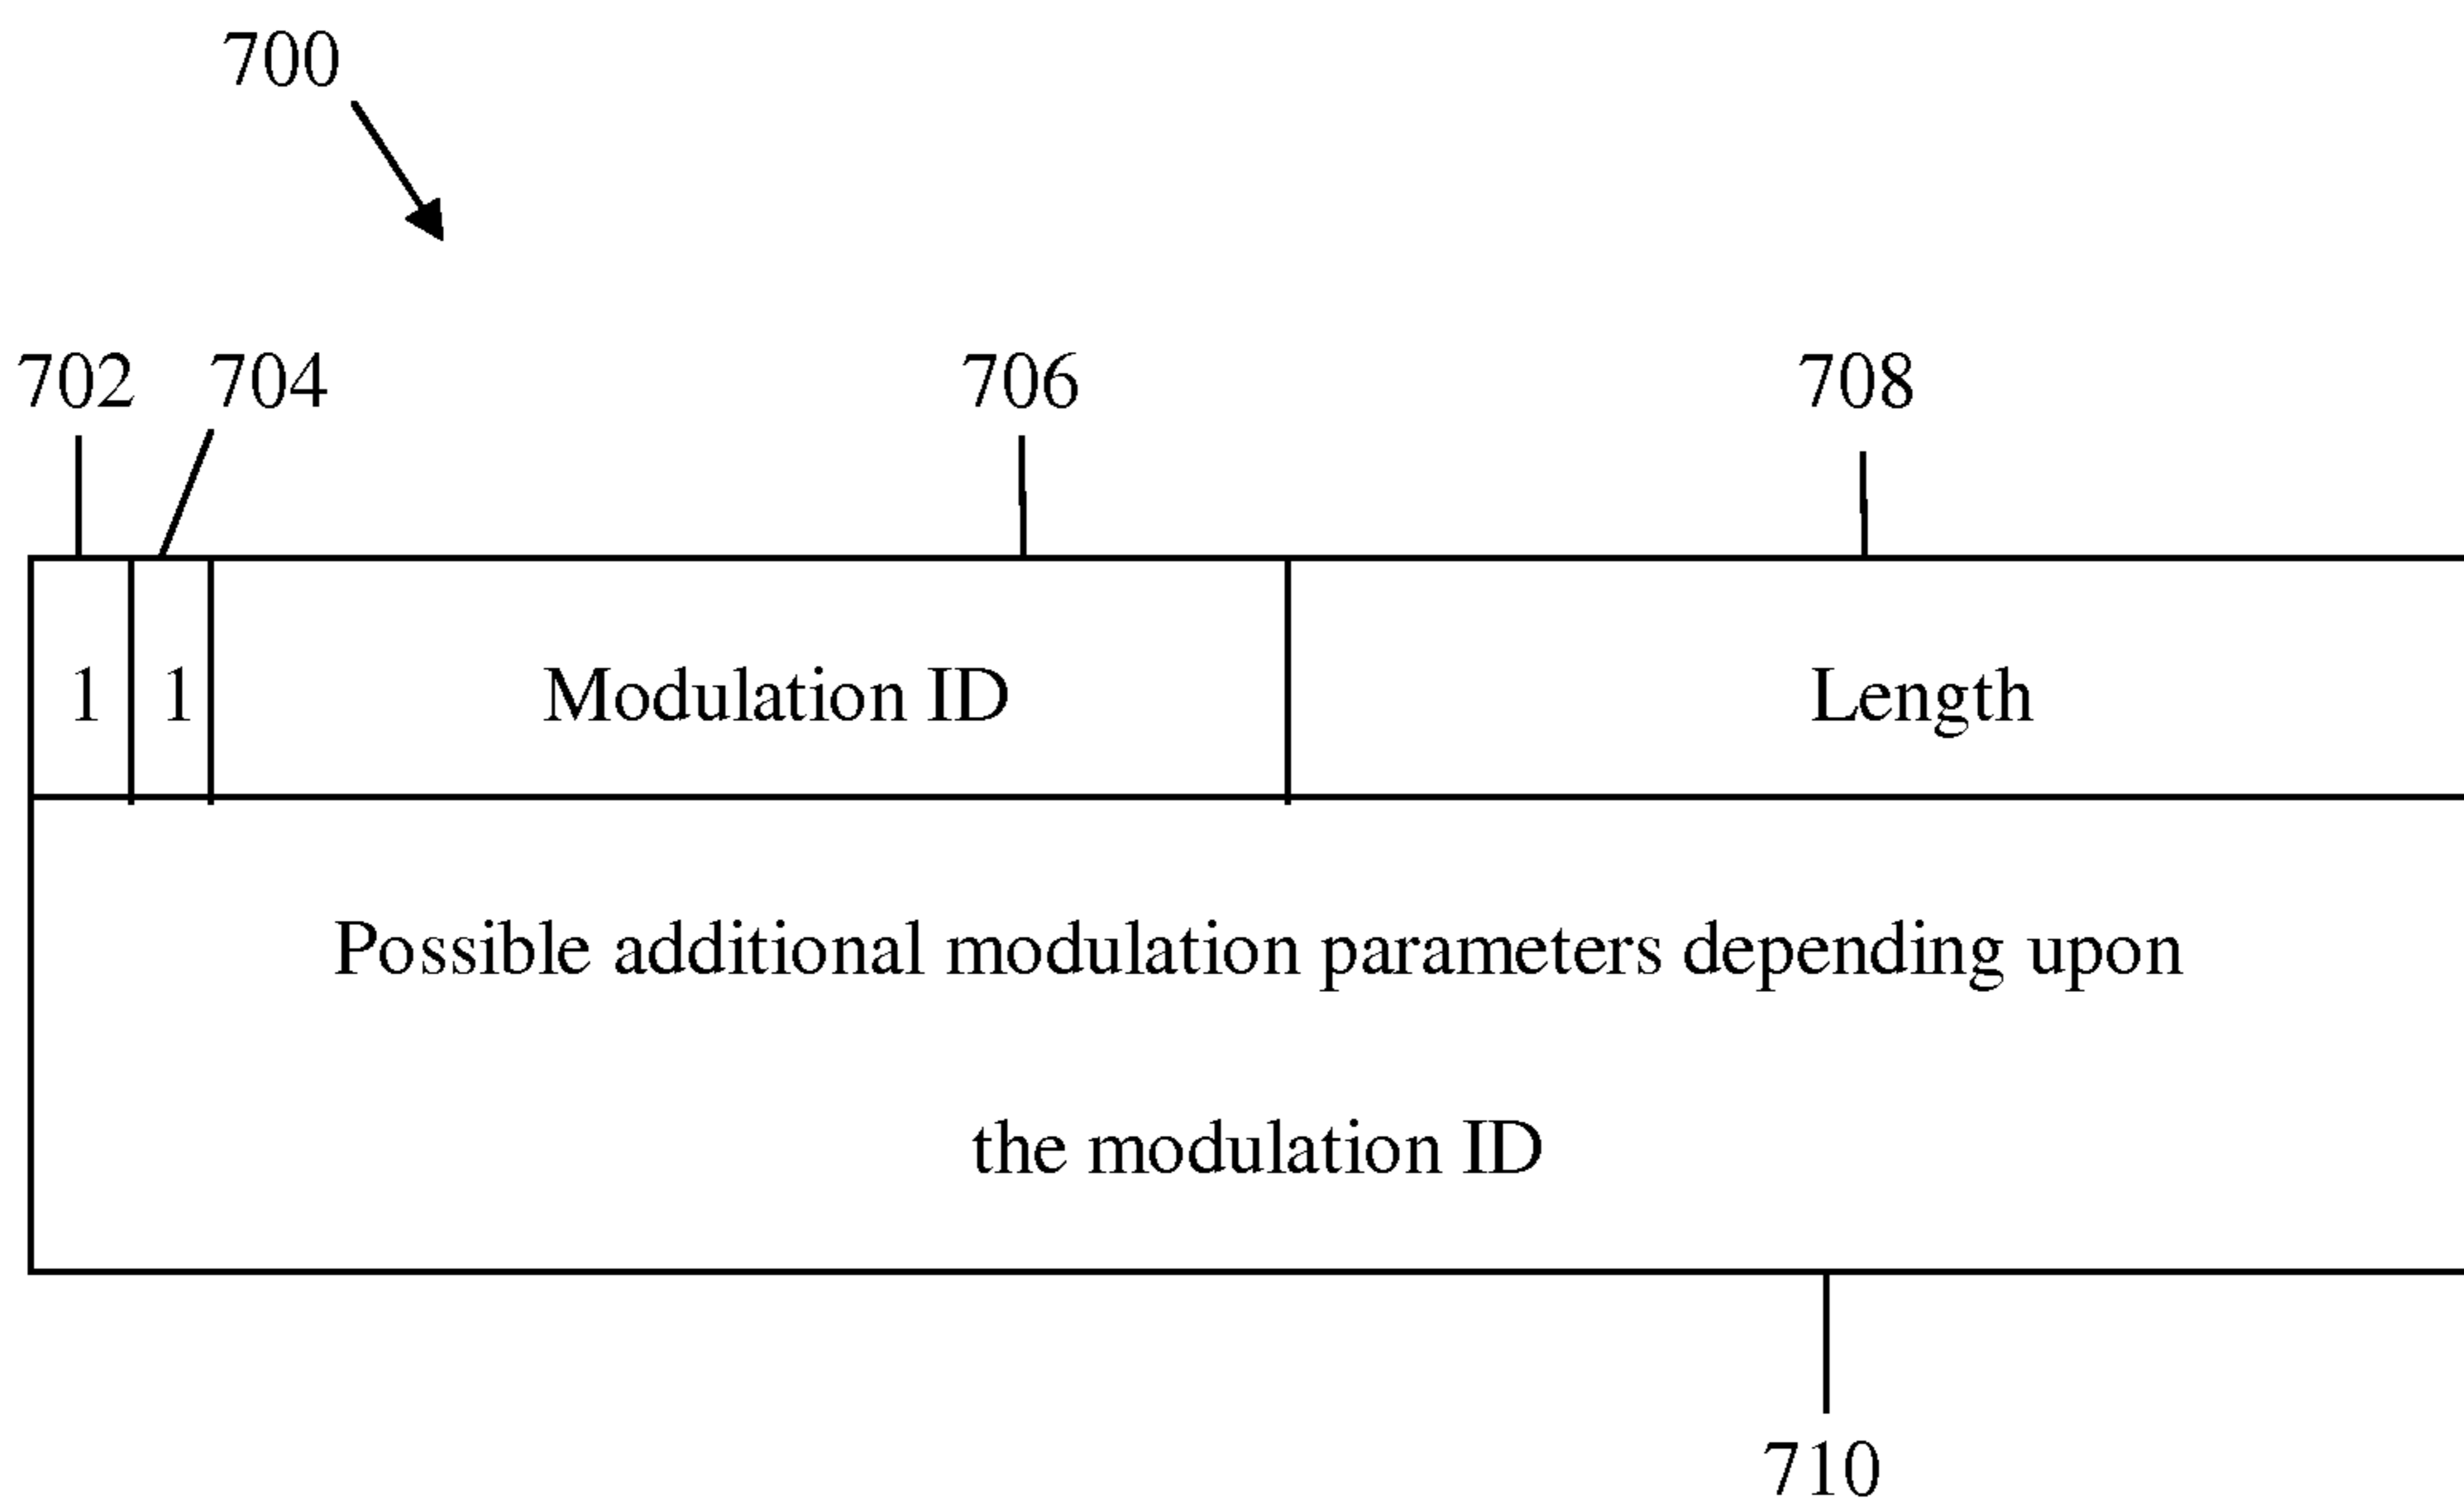 700
702 704 706 708
1 1 Modulation ID Length
Possible additional modulation parameters depending upon
the modulation ID
710